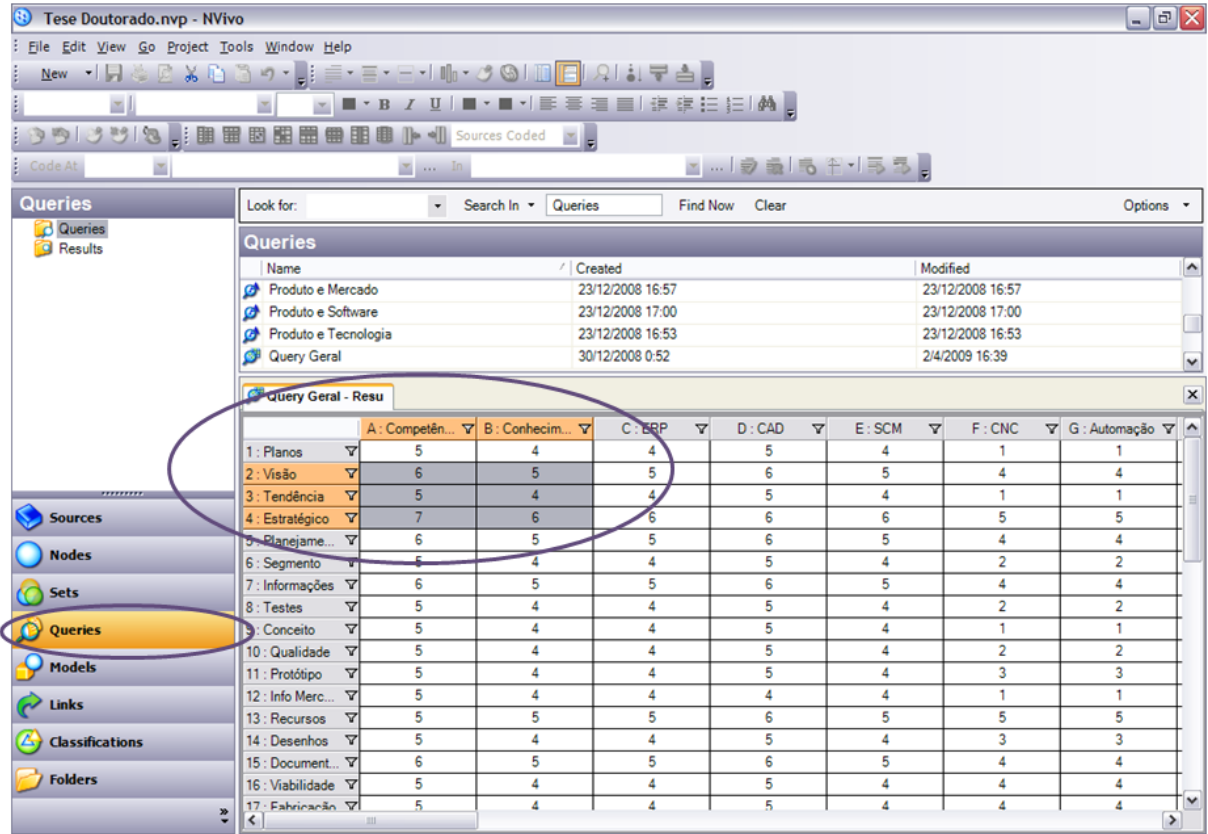 Tese Doutorado.nvp - NVivo
File Edit View Go Project Tools Window Help
New
B I U
Sources Coded
Code At ... In ...
Queries
Queries
Results
Look for: Search In Queries Find Now Clear Options
Queries
Name Created Modified
Produto e Mercado 23/12/2008 16:57 23/12/2008 16:57
Produto e Software 23/12/2008 17:00 23/12/2008 17:00
Produto e Tecnologia 23/12/2008 16:53 23/12/2008 16:53
Query Geral 30/12/2008 0:52 2/4/2009 16:39
Query Geral - Resu
A : Competên... B : Conhecim... C : ERP D : CAD E : SCM F : CNC G : Automação
1 : Planos 5 4 4 5 4 1 1
2 : Visão 6 5 5 6 5 4 4
3 : Tendência 5 4 4 5 4 1 1
4 : Estratégico 7 6 6 6 6 5 5
5 : Planejame... 6 5 5 6 5 4 4
6 : Segmento 5 4 4 5 4 2 2
7 : Informações 6 5 5 6 5 4 4
8 : Testes 5 4 4 5 4 2 2
9 : Conceito 5 4 4 5 4 1 1
10 : Qualidade 5 4 4 5 4 2 2
11 : Protótipo 5 4 4 5 4 3 3
12 : Info Merc... 5 4 4 4 4 1 1
13 : Recursos 5 5 5 6 5 5 5
14 : Desenhos 5 4 4 5 4 3 3
15 : Document... 6 5 5 6 5 4 4
16 : Viabilidade 5 4 4 5 4 4 4
17 : Fabricação 5 4 4 5 4 4 4
Sources
Nodes
Sets
Queries
Models
Links
Classifications
Folders